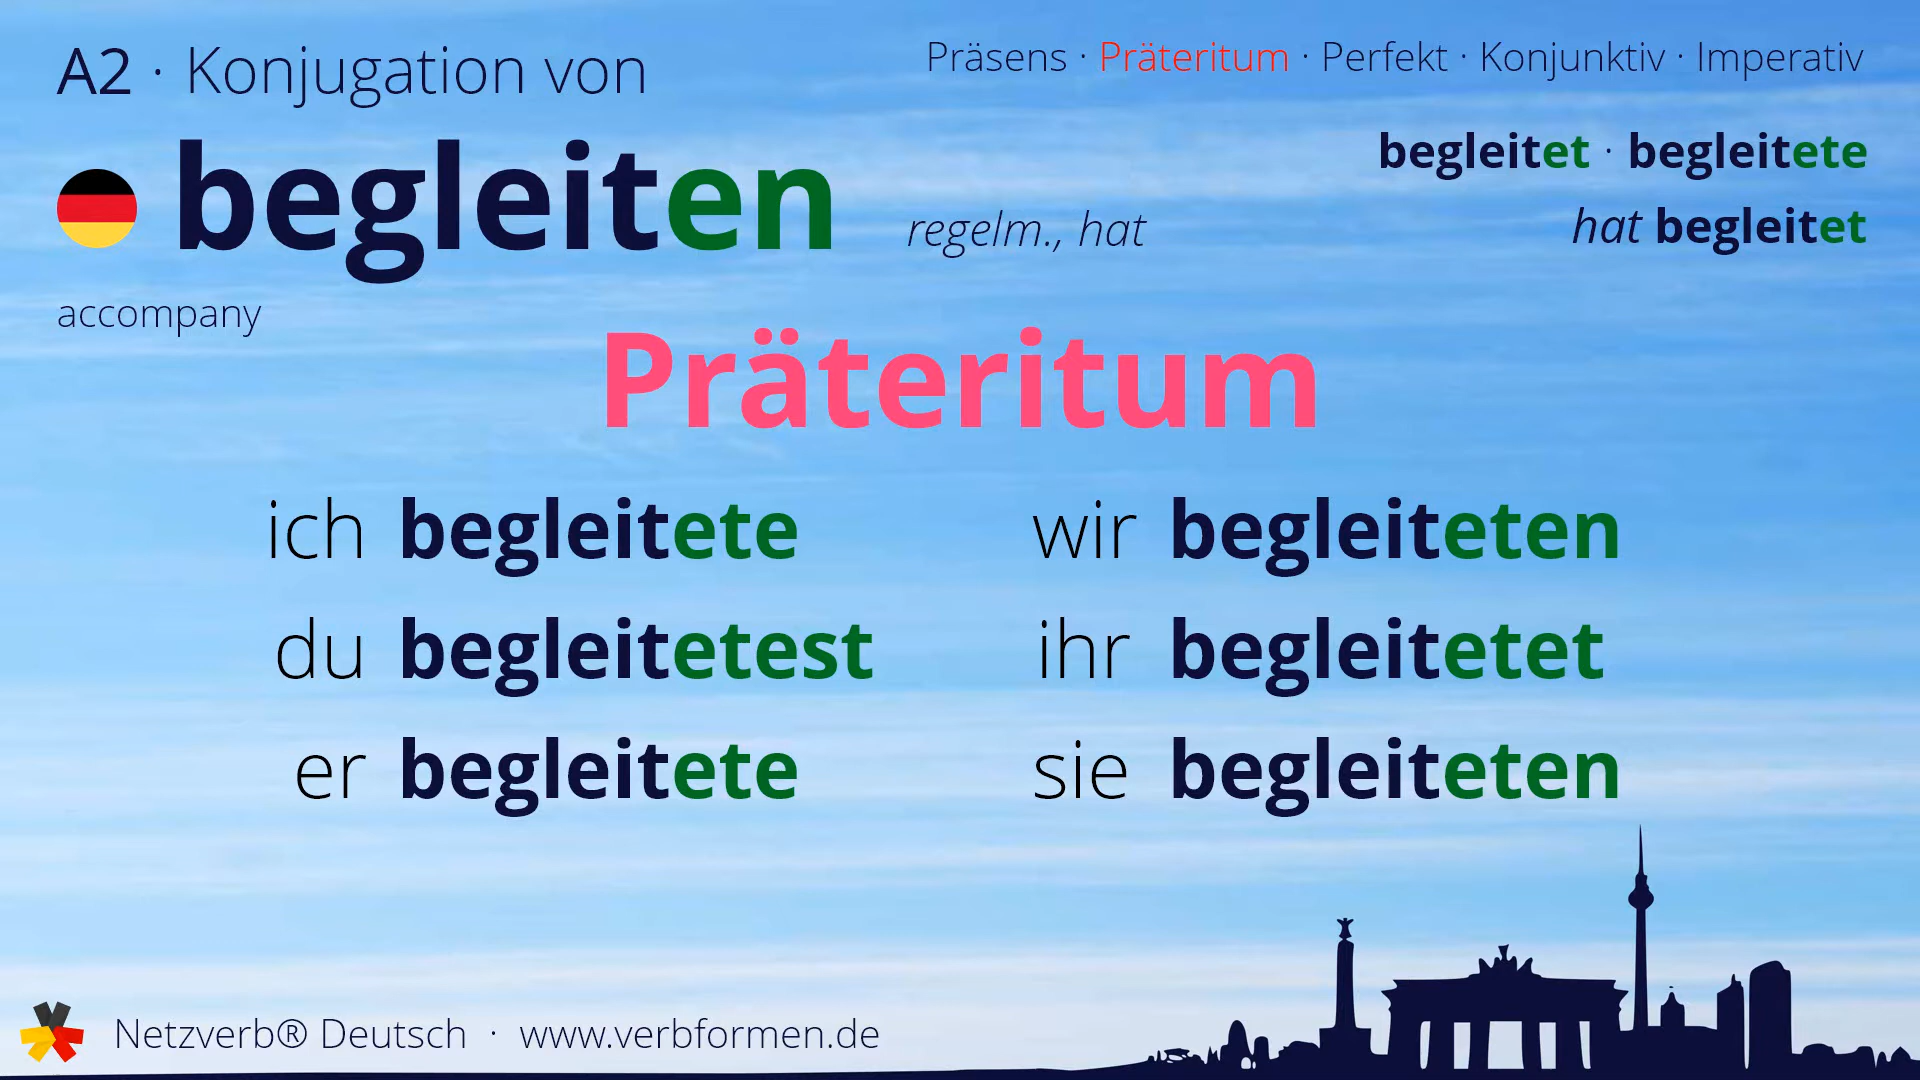 A2 · Konjugation von
Präsens · Präteritum · Perfekt · Konjunktiv · Imperativ
begleiten regelm., hat
begleitet · begleitete
hat begleitet
accompany
Präteritum
ich begleitete
du begleitetest
er begleitete
wir begleiteten
ihr begleitetet
sie begleiteten
Netzverb® Deutsch · www.verbformen.de